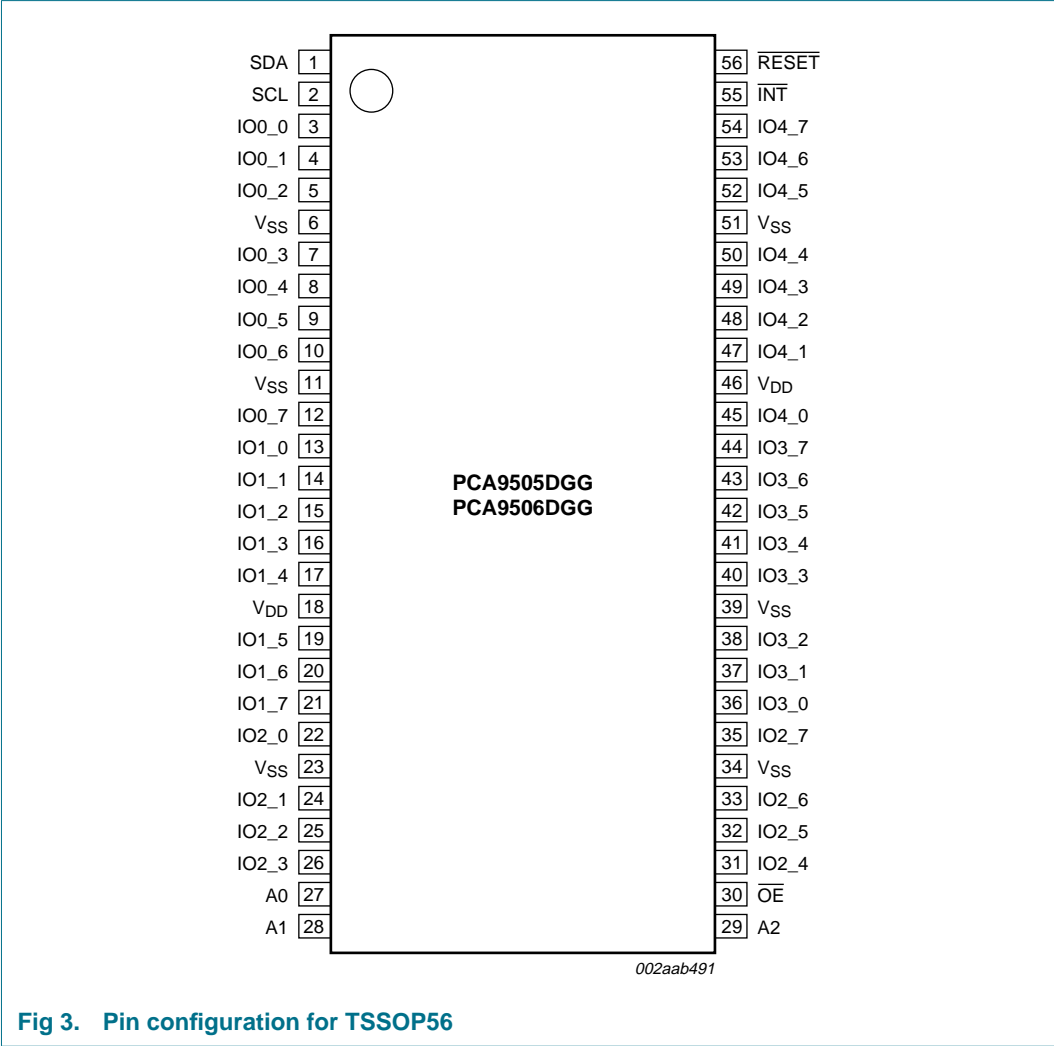 SDA 1 56 RESET
SCL 2 55 INT
IO0_0 3 54 IO4_7
IO0_1 4 53 IO4_6
IO0_2 5 52 IO4_5
VSS 6 51 VSS
IO0_3 7 50 IO4_4
IO0_4 8 49 IO4_3
IO0_5 9 48 IO4_2
IO0_6 10 47 IO4_1
VSS 11 46 VDD
IO0_7 12 45 IO4_0
IO1_0 13 44 IO3_7
IO1_1 14 PCA9505DGG 43 IO3_6
IO1_2 15 PCA9506DGG 42 IO3_5
IO1_3 16 41 IO3_4
IO1_4 17 40 IO3_3
VDD 18 39 VSS
IO1_5 19 38 IO3_2
IO1_6 20 37 IO3_1
IO1_7 21 36 IO3_0
IO2_0 22 35 IO2_7
VSS 23 34 VSS
IO2_1 24 33 IO2_6
IO2_2 25 32 IO2_5
IO2_3 26 31 IO2_4
A0 27 30 OE
A1 28 29 A2
002aab491
Fig 3. Pin configuration for TSSOP56